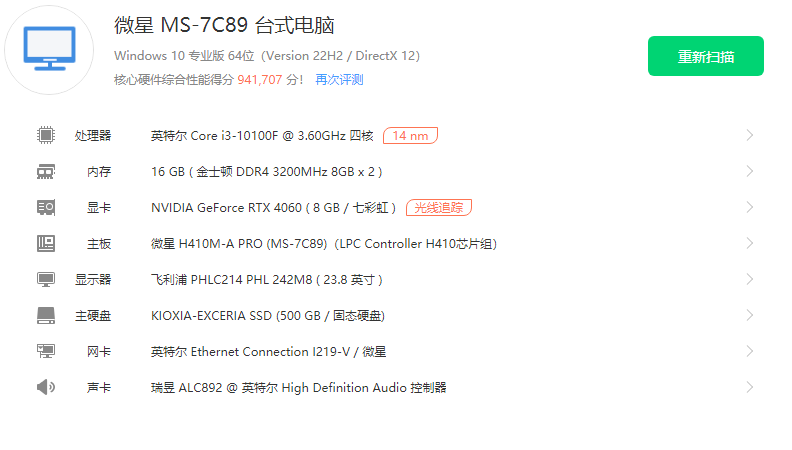 微星 MS-7C89 台式电脑
Windows 10 专业版 64位（Version 22H2 / DirectX 12）
核心硬件综合性能得分 941,707 分！ 再次评测
重新扫描
处理器 英特尔 Core i3-10100F @ 3.60GHz 四核 14 nm
内存 16 GB ( 金士顿 DDR4 3200MHz 8GB x 2 )
显卡 NVIDIA GeForce RTX 4060 ( 8 GB / 七彩虹 ) 光线追踪
主板 微星 H410M-A PRO (MS-7C89)（LPC Controller H410芯片组）
显示器 飞利浦 PHLC214 PHL 242M8 ( 23.8 英寸 )
主硬盘 KIOXIA-EXCERIA SSD (500 GB / 固态硬盘)
网卡 英特尔 Ethernet Connection I219-V / 微星
声卡 瑞昱 ALC892 @ 英特尔 High Definition Audio 控制器